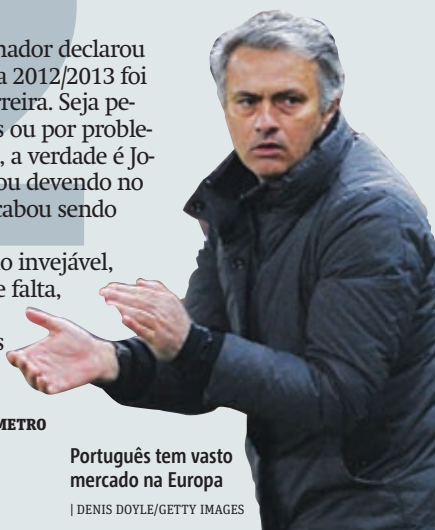 nador declarou
a 2012/2013 foi
rreira. Seja pe-
s ou por proble-
, a verdade é Jo-
ou devendo no
cabou sendo
o invejável,
e falta,
s
METRO
Português tem vasto
mercado na Europa
| DENIS DOYLE/GETTY IMAGES